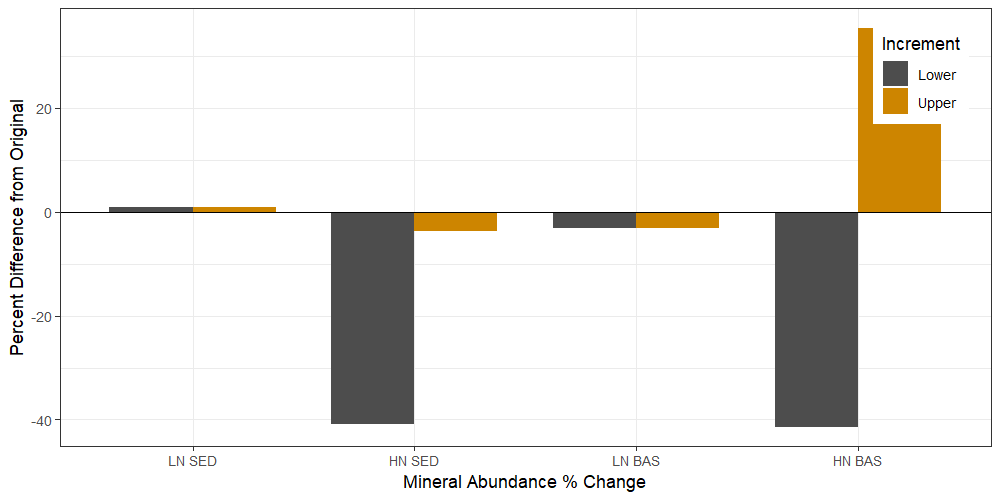 Increment
Lower
Upper
Percent Difference from Original
20
0
-20
-40
LN SED
HN SED
LN BAS
HN BAS
Mineral Abundance % Change